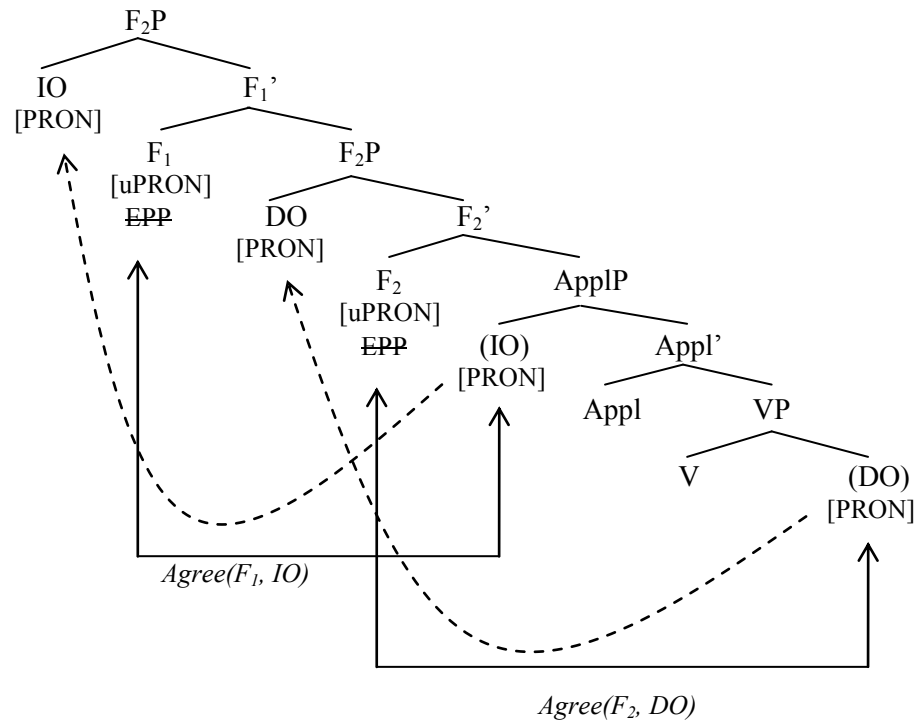 F₂P
IO F₁’
[PRON]
F₁ F₂P
[uPRON]
EPP
DO F₂’
[PRON]
F₂ ApplP
[uPRON]
EPP
(IO) Appl’
[PRON]
Appl VP
V (DO)
[PRON]
Agree(F₁, IO)
Agree(F₂, DO)